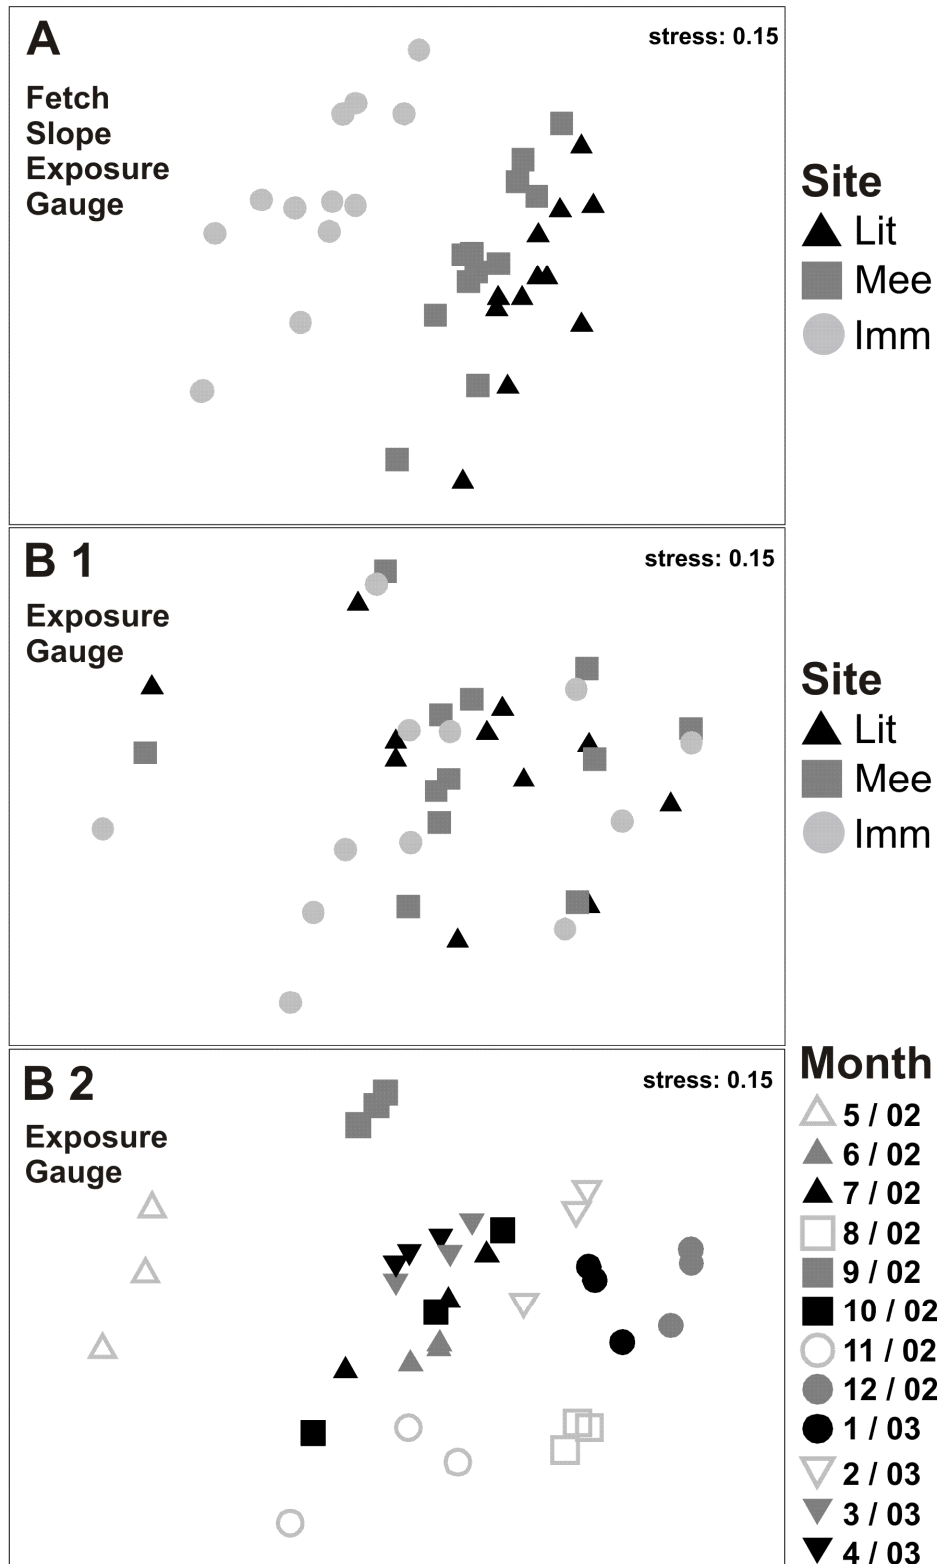 A
stress: 0.15
Fetch
Slope
Exposure
Gauge
Site
Lit
Mee
Imm
B 1
stress: 0.15
Exposure
Gauge
Site
Lit
Mee
Imm
B 2
stress: 0.15
Exposure
Gauge
Month
5 / 02
6 / 02
7 / 02
8 / 02
9 / 02
10 / 02
11 / 02
12 / 02
1 / 03
2 / 03
3 / 03
4 / 03